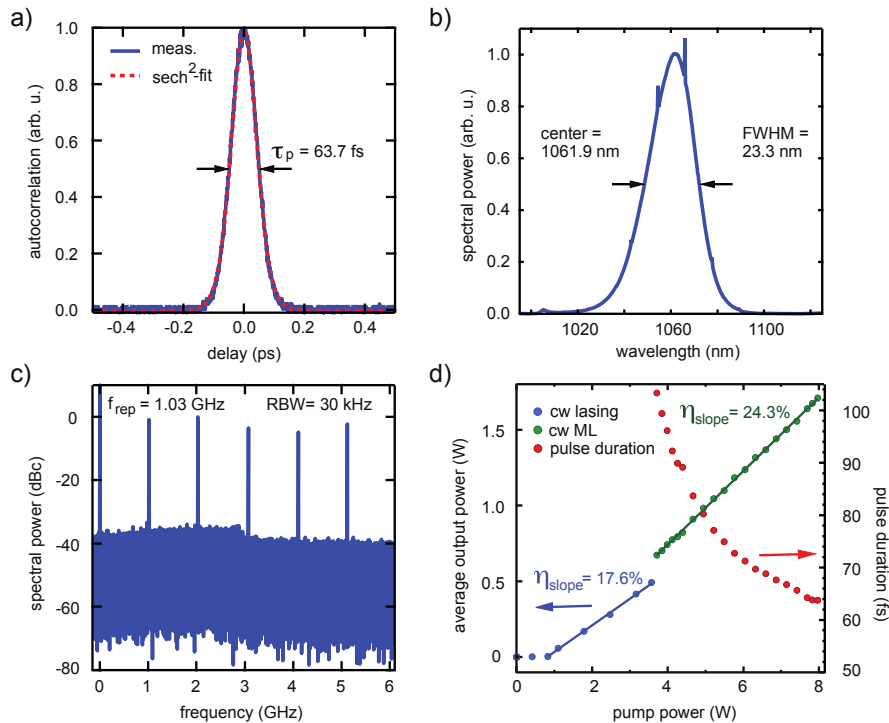 a)
meas.
sech²-fit
τp = 63.7 fs
autocorrelation (arb. u.)
1.0
0.8
0.6
0.4
0.2
0.0
-0.4
-0.2
0.0
0.2
0.4
delay (ps)
b)
center =
1061.9 nm
FWHM =
23.3 nm
spectral power (arb. u.)
1.0
0.8
0.6
0.4
0.2
0.0
1020
1060
1100
wavelength (nm)
c)
f rep = 1.03 GHz
RBW= 30 kHz
spectral power (dBc)
0
-20
-40
-60
-80
0
1
2
3
4
5
6
frequency (GHz)
d)
cw lasing
cw ML
pulse duration
ηslope= 24.3%
ηslope= 17.6%
average output power (W)
1.5
1.0
0.5
0
0
2
4
6
8
pump power (W)
100
90
80
70
60
50
pulse duration (fs)